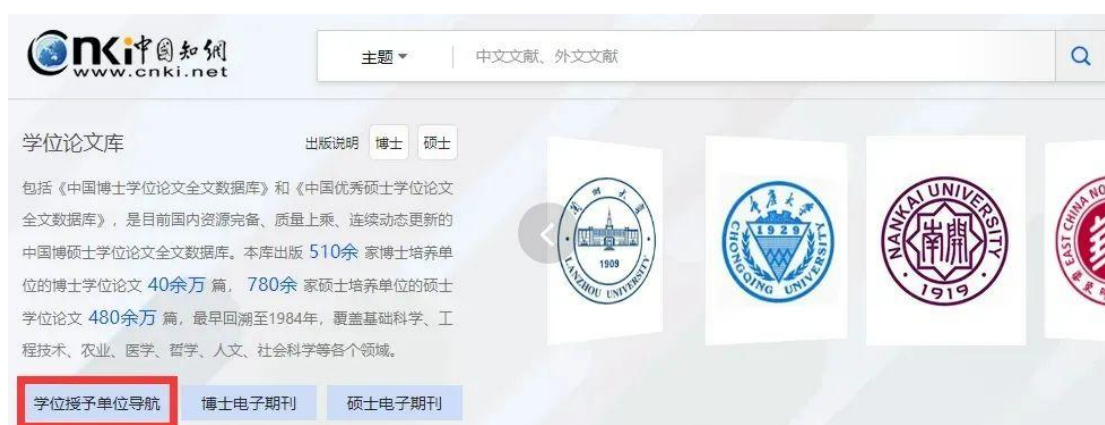 cnki中国知网
www.cnki.net
主题
中文文献、外文文献
学位论文库
出版说明 博士 硕士
包括《中国博士学位论文全文数据库》和《中国优秀硕士学位论文
全文数据库》，是目前国内资源完备、质量上乘、连续动态更新的
中国博硕士学位论文全文数据库。本库出版 510余 家博士培养单
位的博士学位论文 40余万 篇， 780余 家硕士培养单位的硕士
学位论文 480余万 篇，最早回溯至1984年，覆盖基础科学、工
程技术、农业、医学、哲学、人文、社会科学等各个领域。
学位授予单位导航 博士电子期刊 硕士电子期刊
兰州大学
1909
LANZHOU UNIVERSITY
重庆大学
1929
CHONGQING UNIVERSITY
NANKAI UNIVERSITY
南開
1919
EAST CHINA NO